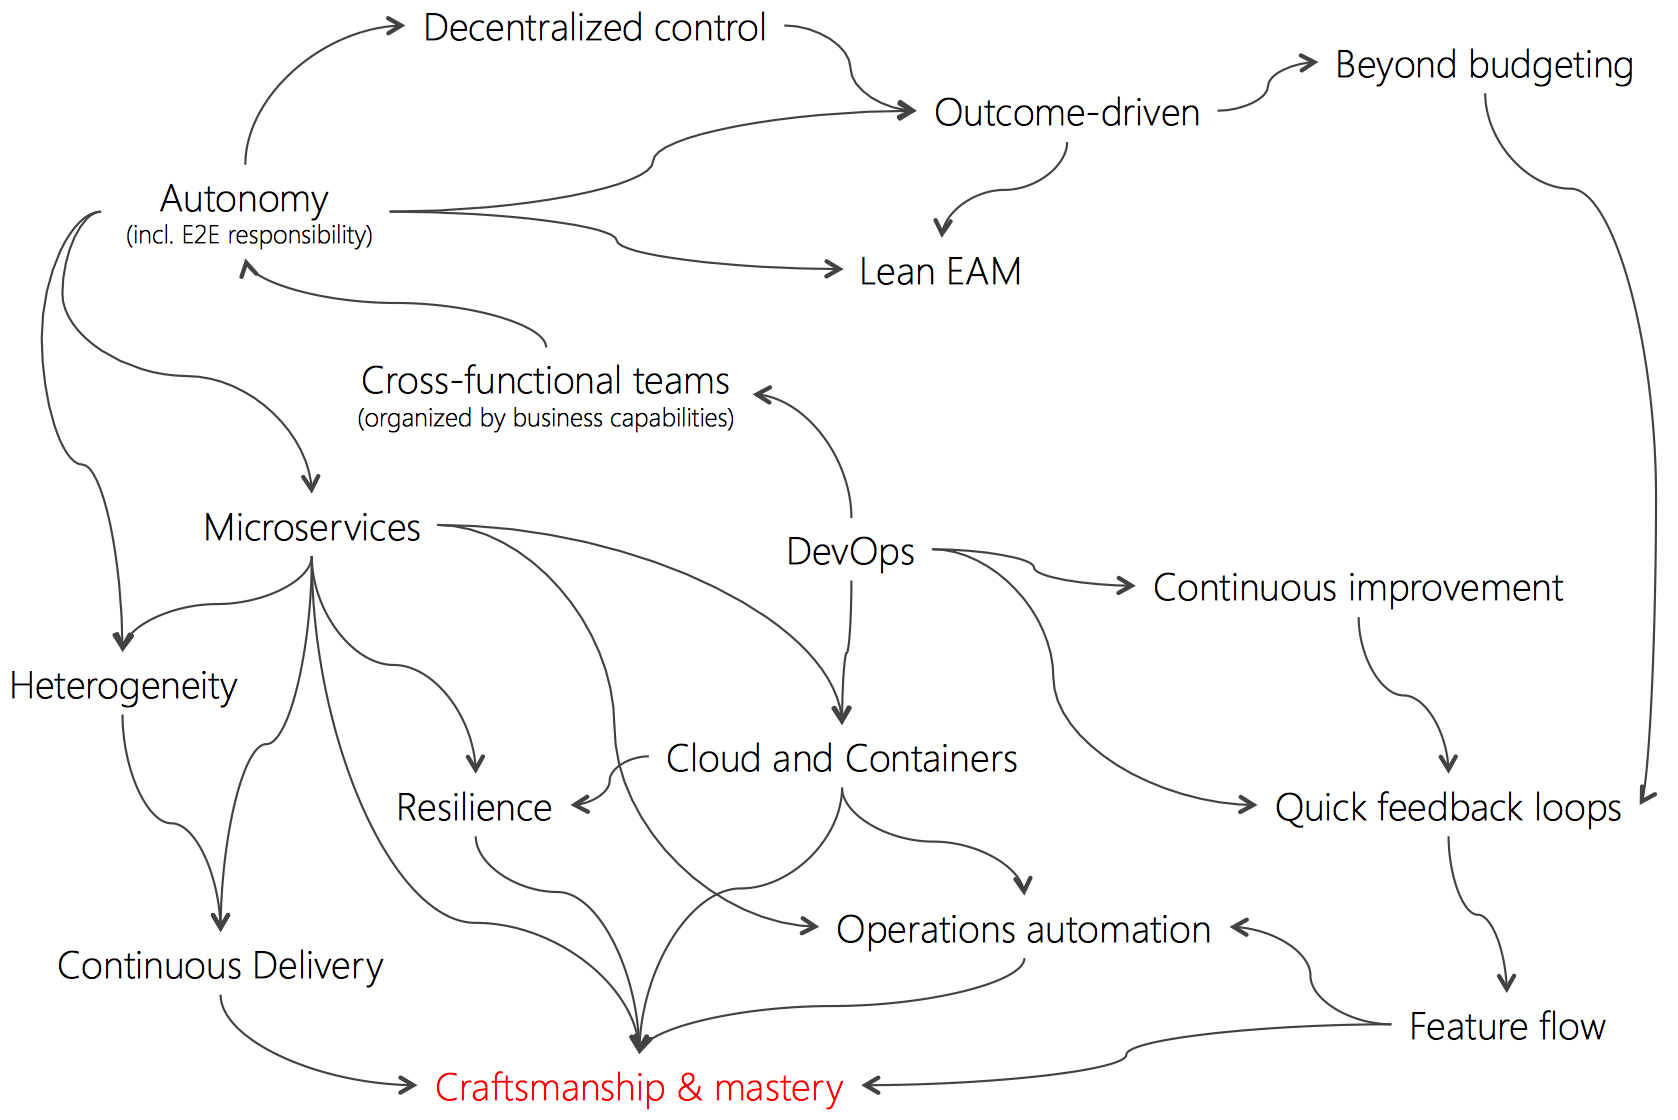 Decentralized control
Beyond budgeting
Outcome-driven
Autonomy
(incl. E2E responsibility)
Lean EAM
Cross-functional teams
(organized by business capabilities)
Microservices
DevOps
Continuous improvement
Heterogeneity
Cloud and Containers
Resilience
Quick feedback loops
Operations automation
Continuous Delivery
Feature flow
Craftsmanship & mastery